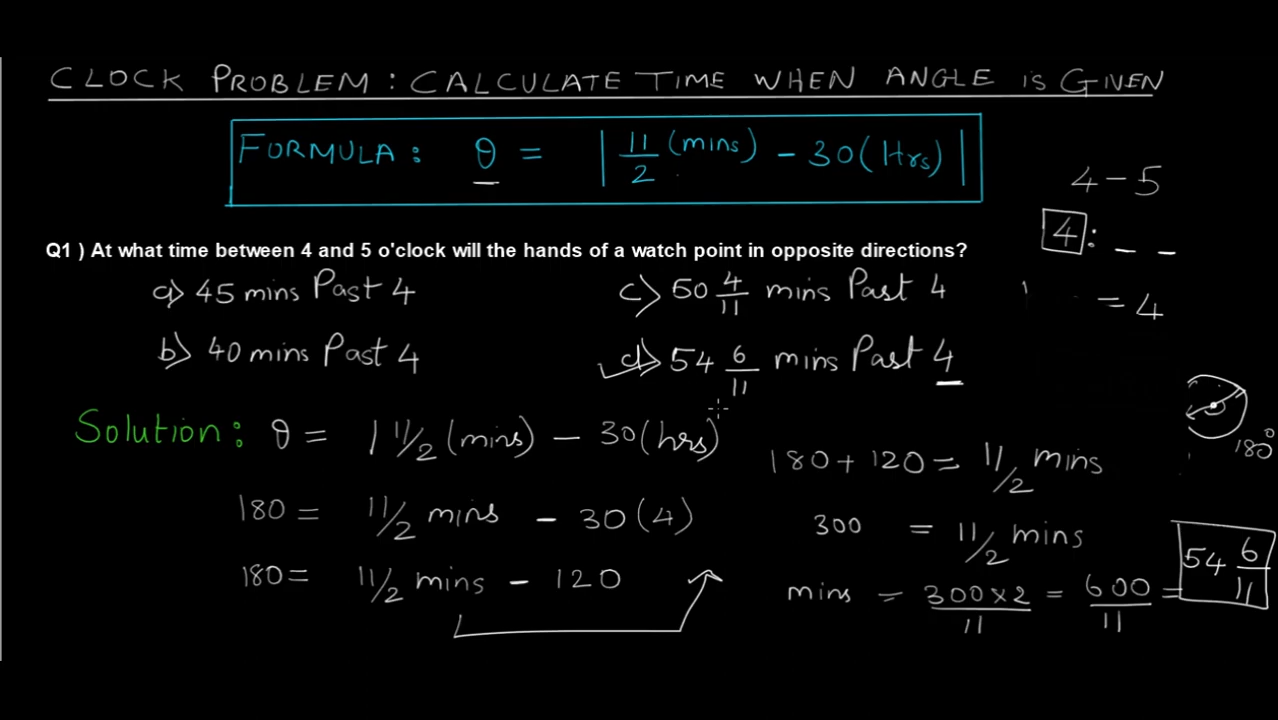 CLOCK PROBLEM : CALCULATE TIME WHEN ANGLE IS GIVEN
FORMULA : θ = | 11/2 (mins) - 30 (Hrs) |
4 - 5
4 : _ _
= 4
Q1 ) At what time between 4 and 5 o'clock will the hands of a watch point in opposite directions?
a) 45 mins Past 4
c) 50 4/11 mins Past 4
b) 40 mins Past 4
d) 54 6/11 mins Past 4
180°
Solution : θ = | 11/2 (mins) - 30 (hrs)
180 = 11/2 mins - 30 (4)
180 = 11/2 mins - 120
180 + 120 = 11/2 mins
300 = 11/2 mins
mins = 300 x 2/11 = 600/11 = 54 6/11